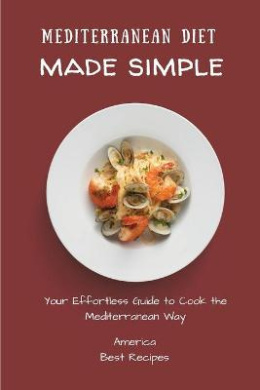 MEDITERRANEAN DIET
MADE SIMPLE
Your Effortless Guide to Cook the
Mediterranean Way
America
Best Recipes